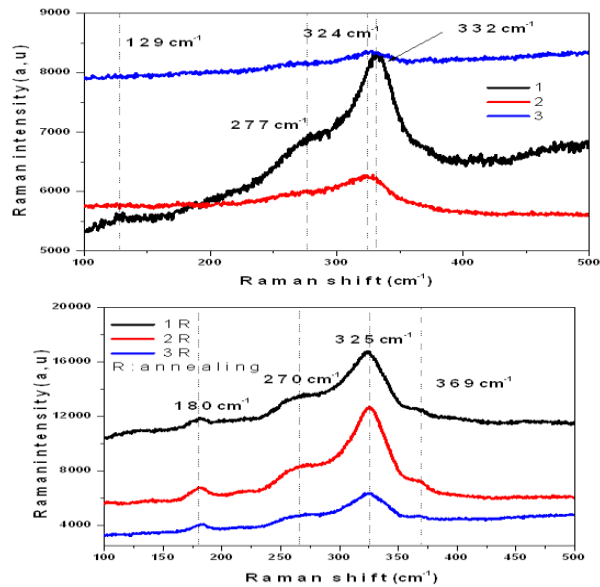 129 cm-1
324 cm-1
332 cm-1
277 cm-1
1
2
3
9000
8000
7000
6000
5000
Raman intensity(a,u)
100
200
300
400
500
Raman shift(cm-1)
1 R
2 R
3 R
R:annealing
180 cm-1
270 cm-1
325 cm-1
369 cm-1
20000
16000
12000
8000
4000
Raman intensity(a,u)
100
150
200
250
300
350
400
450
500
Raman shift(cm-1)